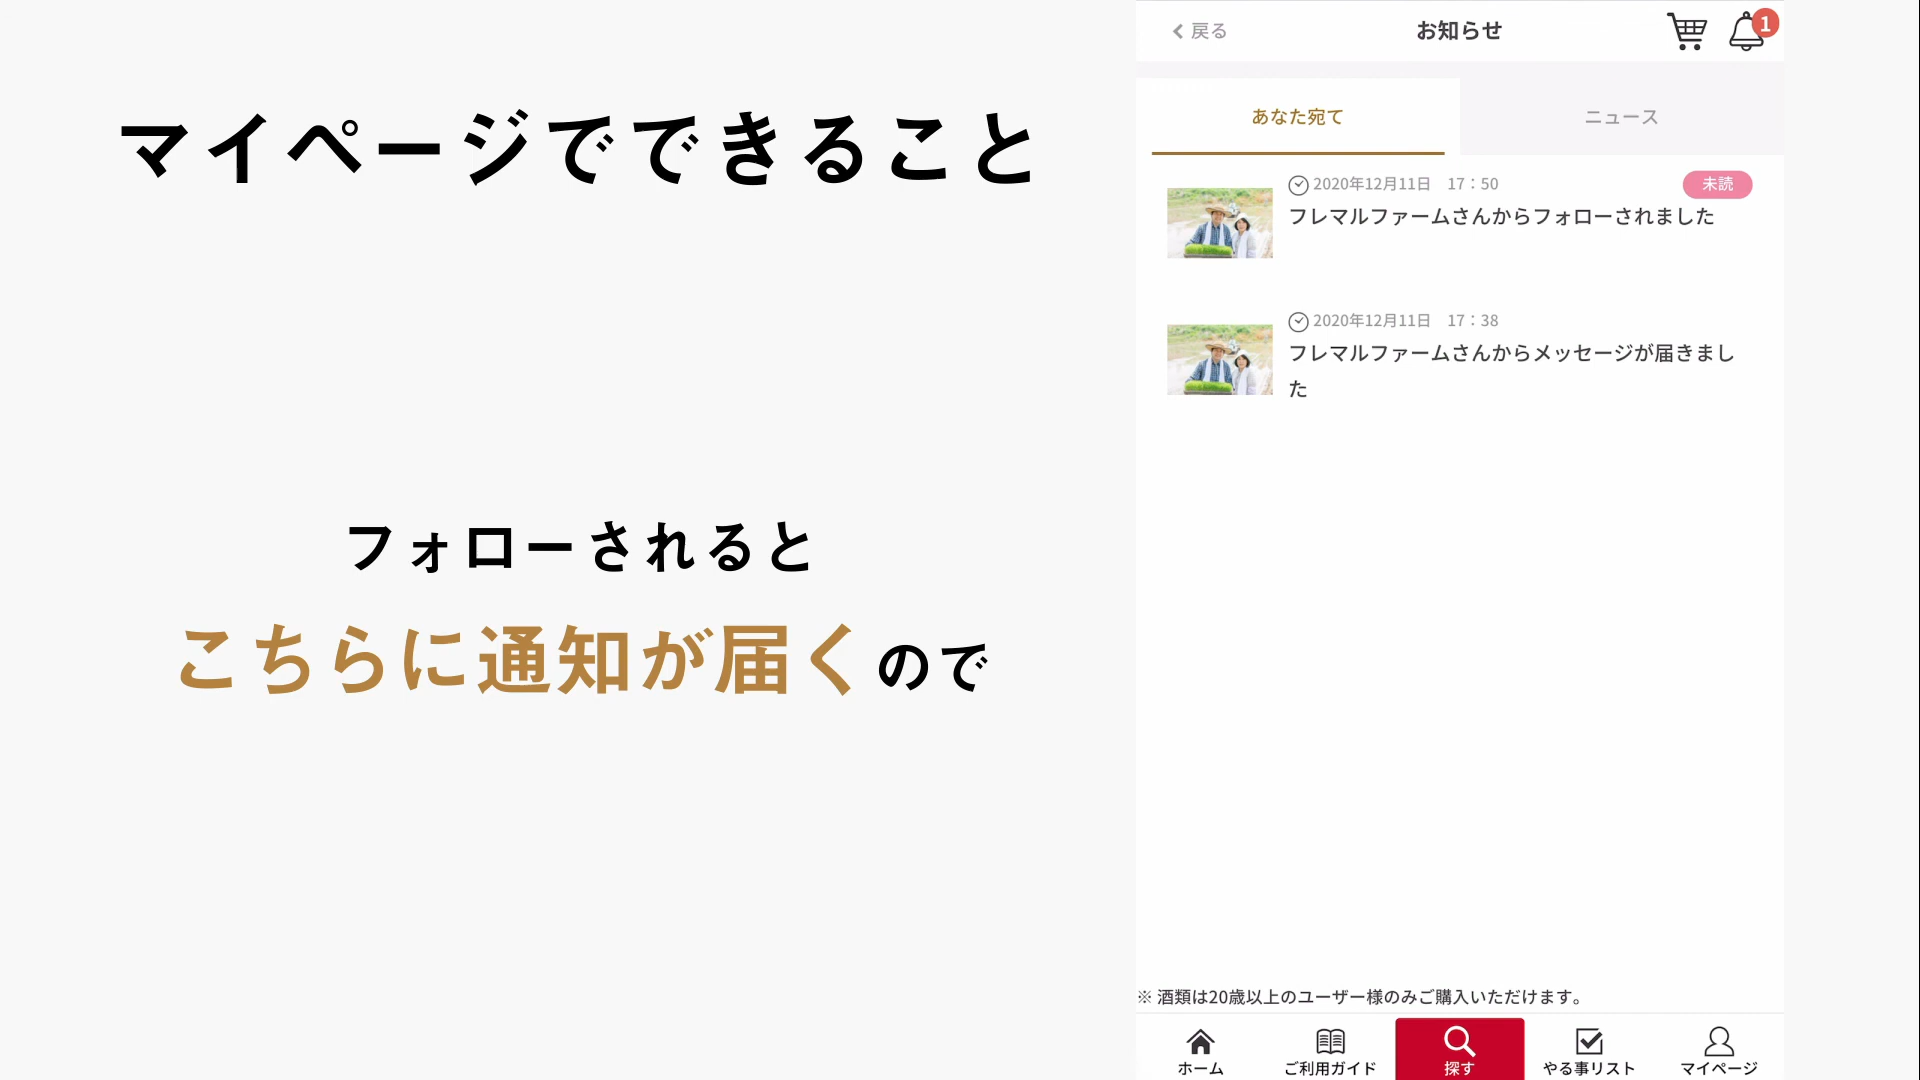 マイページでできること
フォローされると
こちらに通知が届くので
戻る
お知らせ
1
あなた宛て
ニュース
2020年12月11日 17：50
未読
フレマルファームさんからフォローされました
2020年12月11日 17：38
フレマルファームさんからメッセージが届きまし
た
※ 酒類は20歳以上のユーザー様のみご購入いただけます。
ホーム
ご利用ガイド
探す
やる事リスト
マイページ